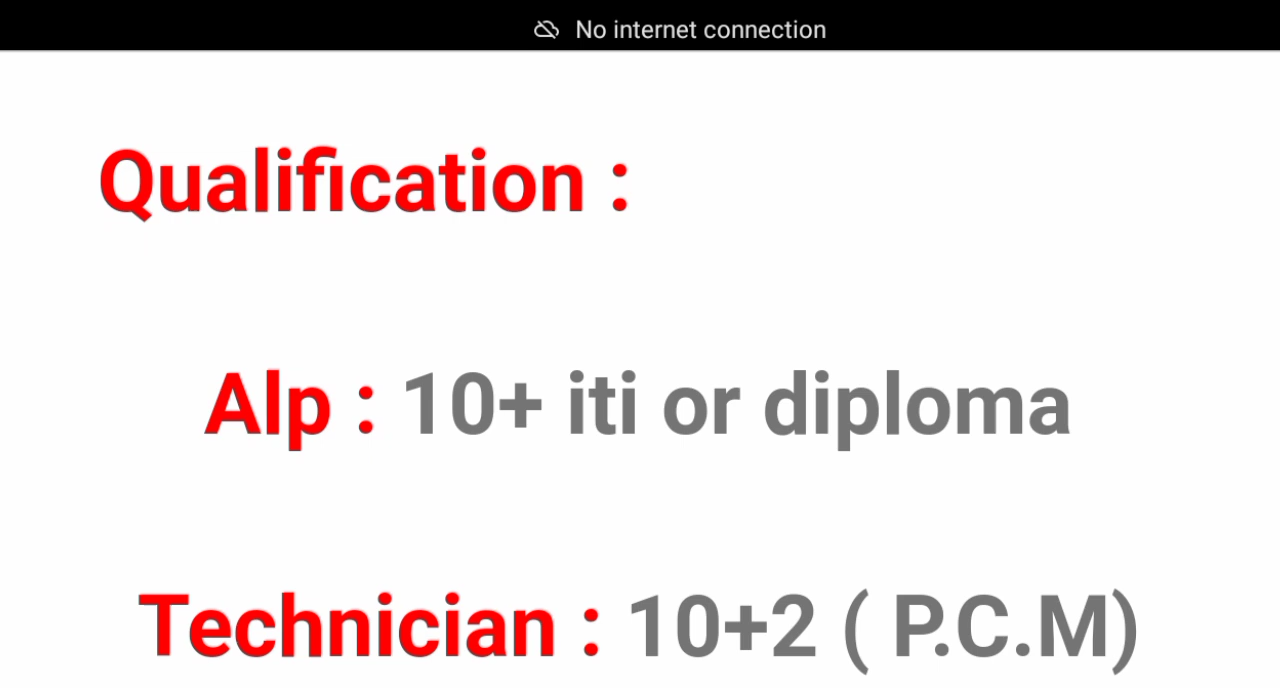 No internet connection
Qualification :
Alp : 10+ iti or diploma
Technician : 10+2 ( P.C.M)